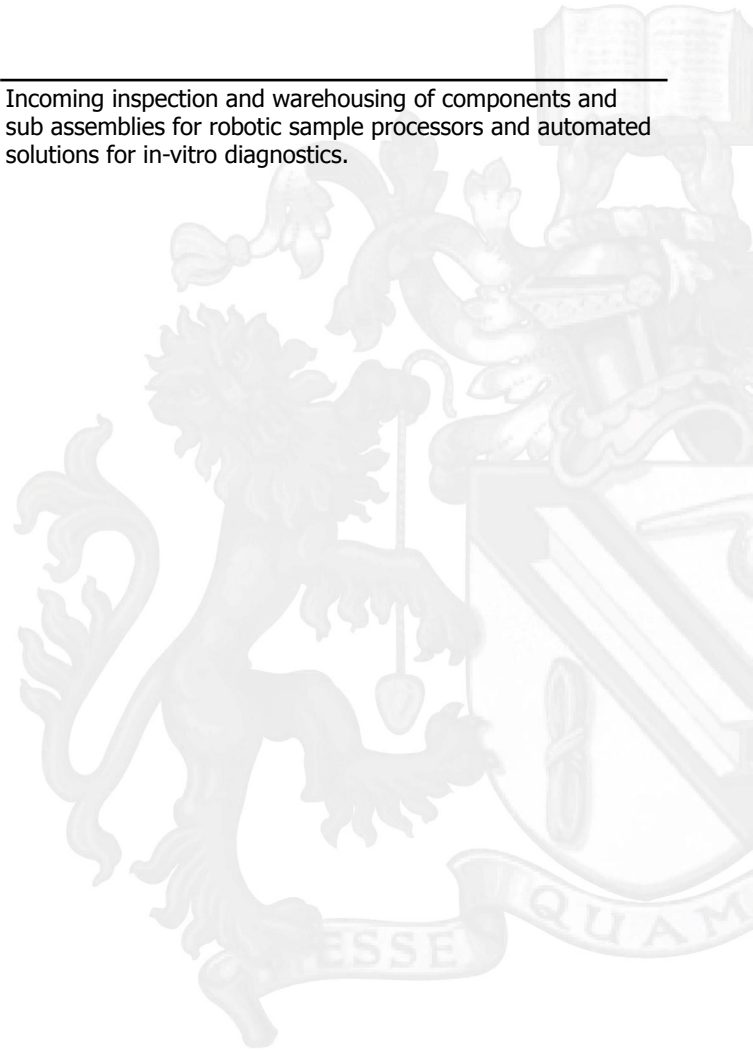 Incoming inspection and warehousing of components and
sub assemblies for robotic sample processors and automated
solutions for in-vitro diagnostics.
ESSE
QUAM